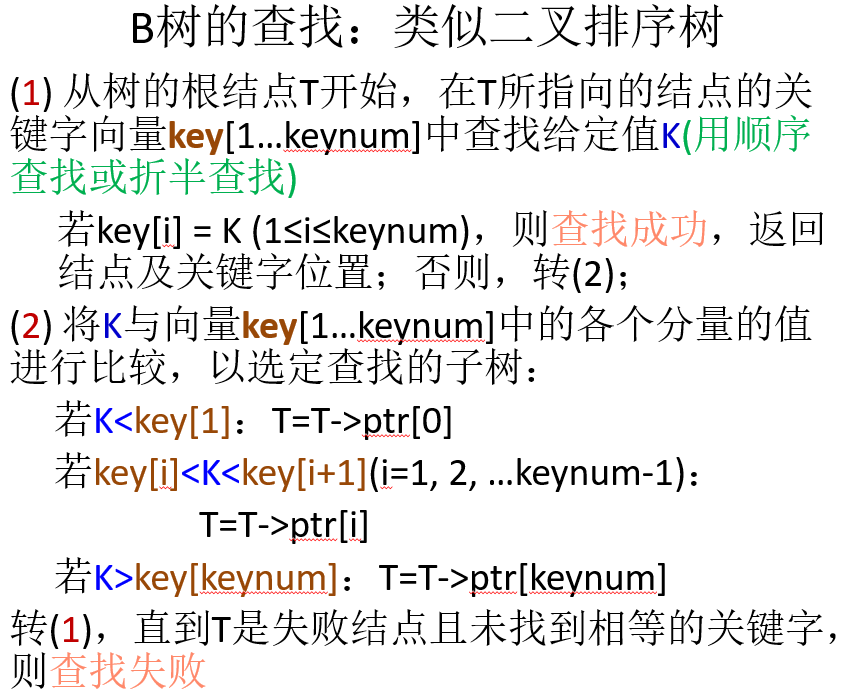 B树的查找：类似二叉排序树
(1) 从树的根结点T开始，在T所指向的结点的关
键字向量key[1…keynum]中查找给定值K(用顺序
查找或折半查找)
若key[i] = K (1≤i≤keynum)，则查找成功，返回
结点及关键字位置；否则，转(2)；
(2) 将K与向量key[1…keynum]中的各个分量的值
进行比较，以选定查找的子树：
若K<key[1]：T=T->ptr[0]
若key[i]<K<key[i+1](i=1, 2, …keynum-1)：
T=T->ptr[i]
若K>key[keynum]：T=T->ptr[keynum]
转(1)，直到T是失败结点且未找到相等的关键字，
则查找失败